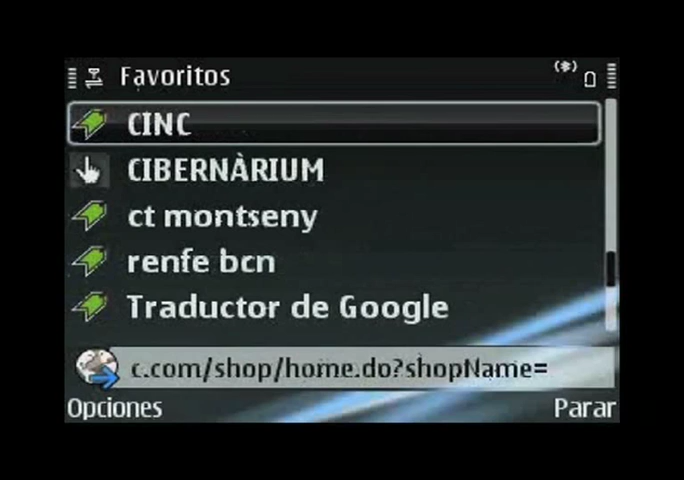 Favoritos
CINC
CIBERNÀRIUM
ct montseny
renfe bcn
Traductor de Google
c.com/shop/home.do?shopName=
Opciones
Parar